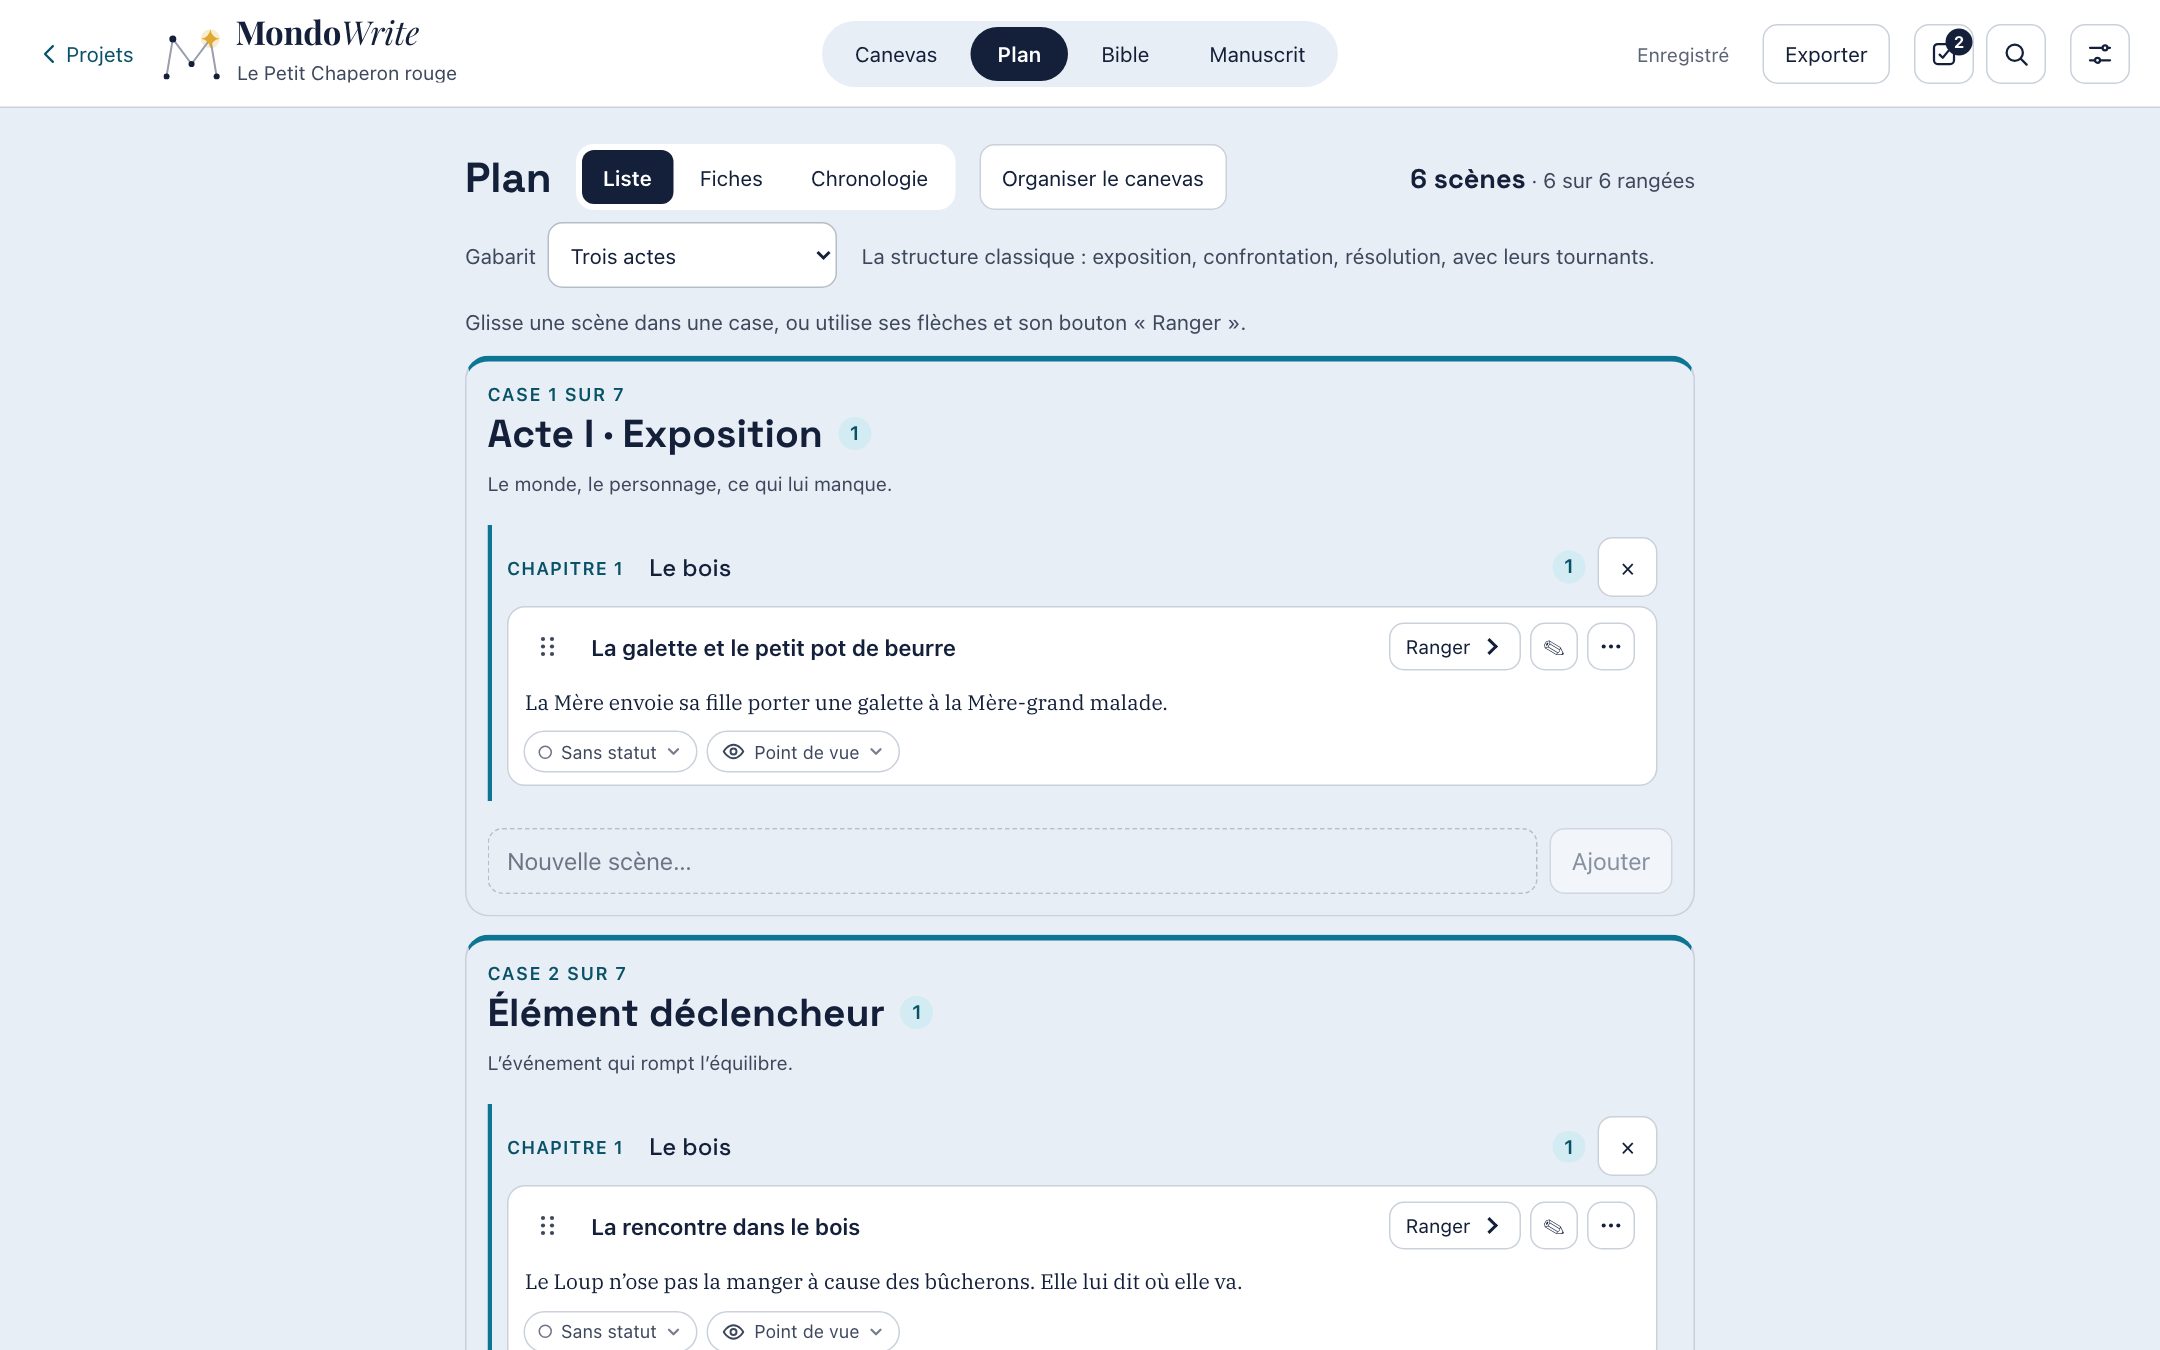 Projets
MondoWrite
Le Petit Chaperon rouge
Canevas
Plan
Bible
Manuscrit
Enregistré
Exporter
2
Plan
Liste
Fiches
Chronologie
Organiser le canevas
6 scènes · 6 sur 6 rangées
Gabarit
Trois actes
La structure classique : exposition, confrontation, résolution, avec leurs tournants.
Glisse une scène dans une case, ou utilise ses flèches et son bouton « Ranger ».
CASE 1 SUR 7
Acte I · Exposition 1
Le monde, le personnage, ce qui lui manque.
CHAPITRE 1 Le bois 1 ×
La galette et le petit pot de beurre
Ranger
La Mère envoie sa fille porter une galette à la Mère-grand malade.
Sans statut
Point de vue
Nouvelle scène…
Ajouter
CASE 2 SUR 7
Élément déclencheur 1
L’événement qui rompt l’équilibre.
CHAPITRE 1 Le bois 1 ×
La rencontre dans le bois
Ranger
Le Loup n’ose pas la manger à cause des bûcherons. Elle lui dit où elle va.
Sans statut
Point de vue